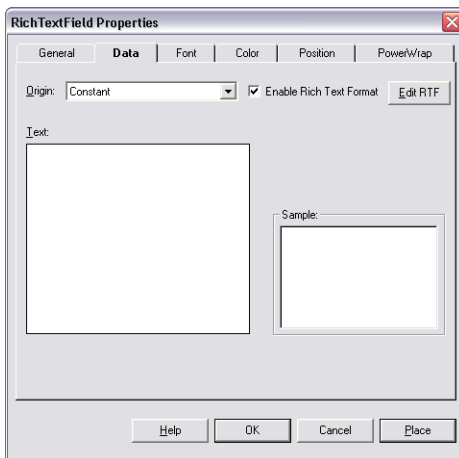 RichTextField Properties
General Data Font Color Position PowerWrap
Origin: Constant Enable Rich Text Format Edit RTF
Text:
Sample:
Help OK Cancel Place